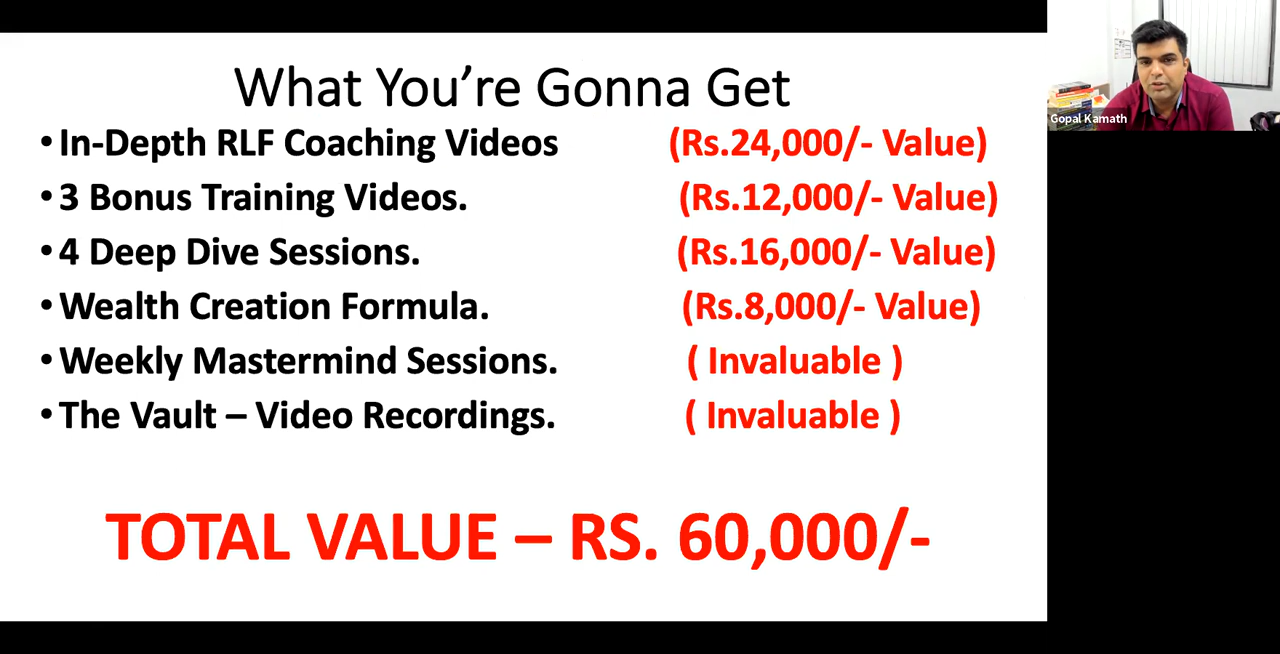 What You're Gonna Get
• In-Depth RLF Coaching Videos (Rs.24,000/- Value)
• 3 Bonus Training Videos. (Rs.12,000/- Value)
• 4 Deep Dive Sessions. (Rs.16,000/- Value)
• Wealth Creation Formula. (Rs.8,000/- Value)
• Weekly Mastermind Sessions. ( Invaluable )
• The Vault – Video Recordings. ( Invaluable )
TOTAL VALUE – RS. 60,000/-
Gopal Kamath